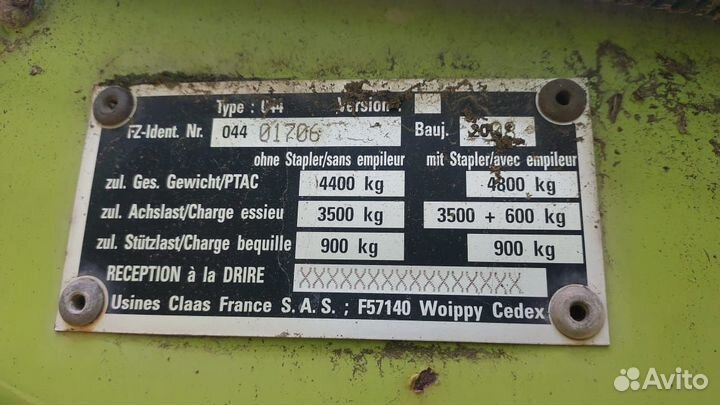 Type : 044 Version :
FZ-Ident. Nr. 044 01706 Bauj. 20
ohne Stapler/sans empileur mit Stapler/avec empileur
zul. Ges. Gewicht/PTAC 4400 kg 4800 kg
zul. Achslast/Charge essieu 3500 kg 3500 + 600 kg
zul. Stützlast/Charge bequille 900 kg 900 kg
RECEPTION à la DRIRE XXXXXXXXXXXXXXXX
Usines Claas France S.A.S. ; F57140 Woippy Cedex
Avito